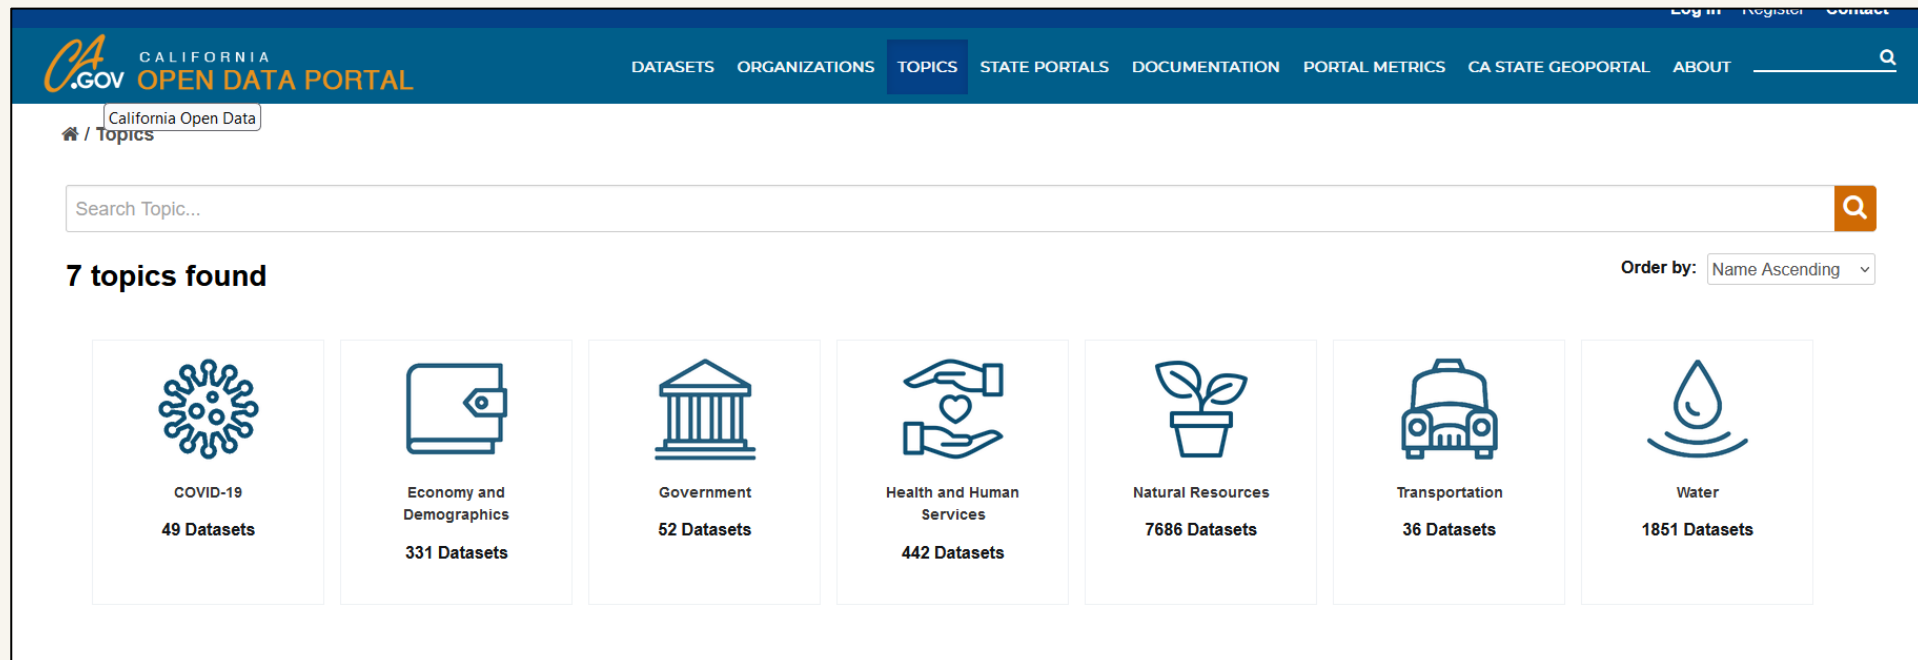 Log In Register Contact
CA.GOV CALIFORNIA
OPEN DATA PORTAL
DATASETS ORGANIZATIONS TOPICS STATE PORTALS DOCUMENTATION PORTAL METRICS CA STATE GEOPORTAL ABOUT
California Open Data
/ Topics
Search Topic...
7 topics found
Order by: Name Ascending
COVID-19
49 Datasets
Economy and
Demographics
331 Datasets
Government
52 Datasets
Health and Human
Services
442 Datasets
Natural Resources
7686 Datasets
Transportation
36 Datasets
Water
1851 Datasets